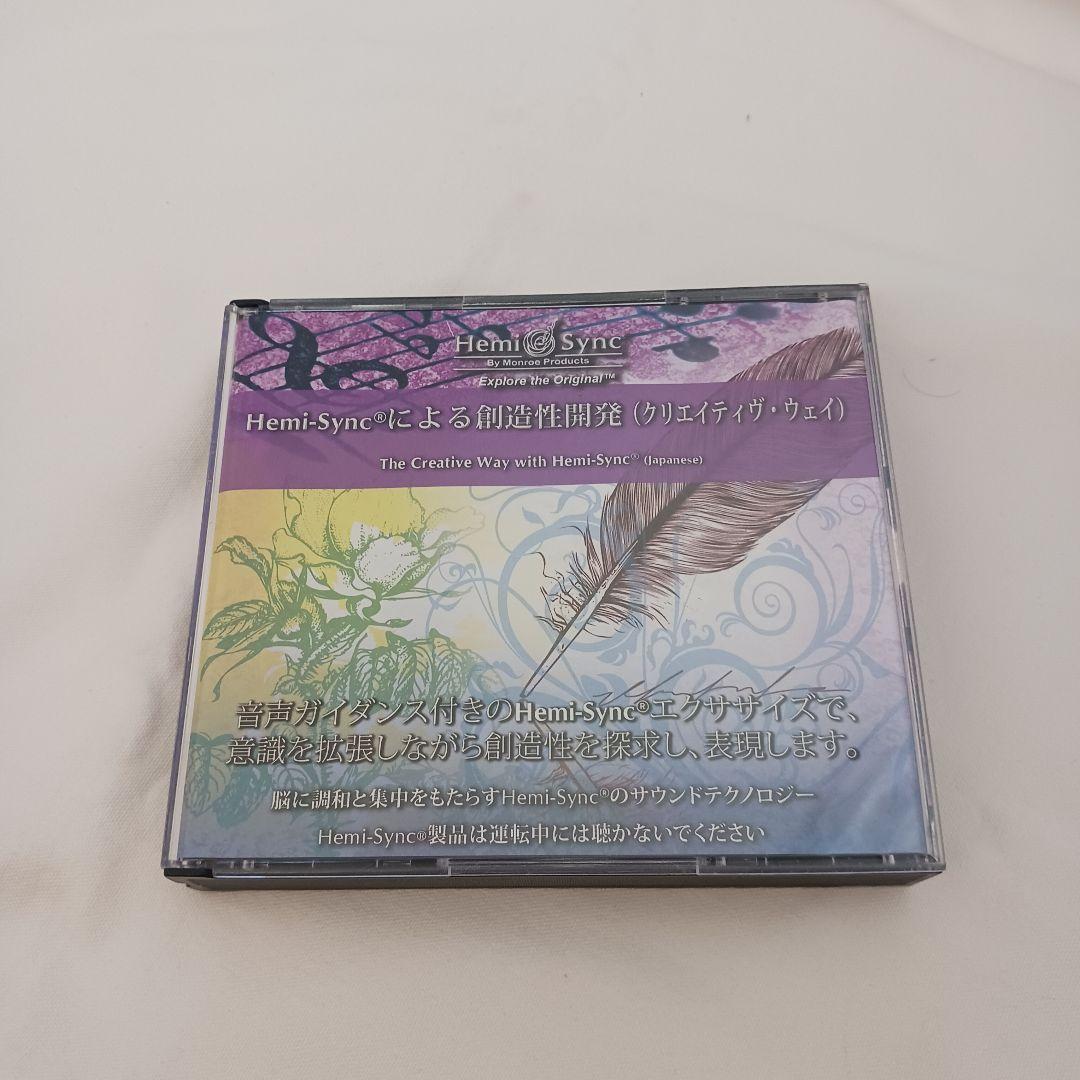 Hemi Sync
By Monroe Products
Explore the Original™
Hemi-Sync®による創造性開発（クリエイティヴ・ウェイ）
The Creative Way with Hemi-Sync® (Japanese)
音声ガイダンス付きのHemi-Sync®エクササイズで、
意識を拡張しながら創造性を探求し、表現します。
脳に調和と集中をもたらすHemi-Sync®のサウンドテクノロジー
Hemi-Sync®製品は運転中には聴かないでください